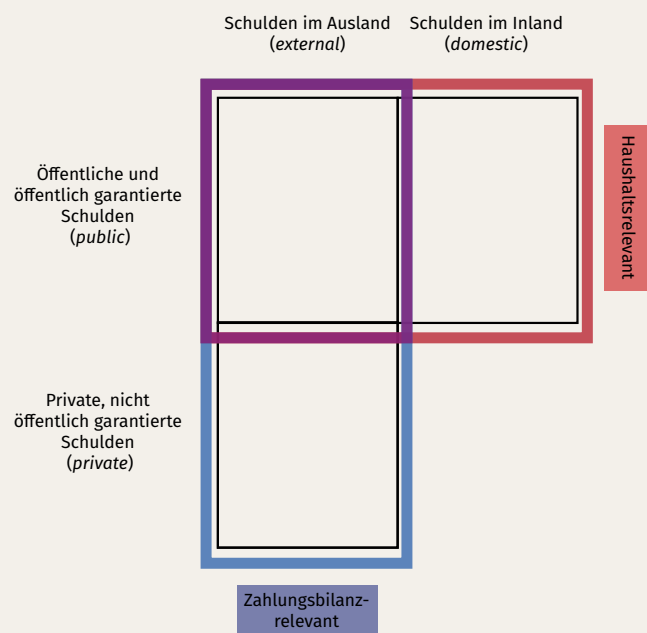 Schulden im Ausland
(external)
Schulden im Inland
(domestic)
Öffentliche und
öffentlich garantierte
Schulden
(public)
Haushaltsrelevant
Private, nicht
öffentlich garantierte
Schulden
(private)
Zahlungsbilanz-
relevant